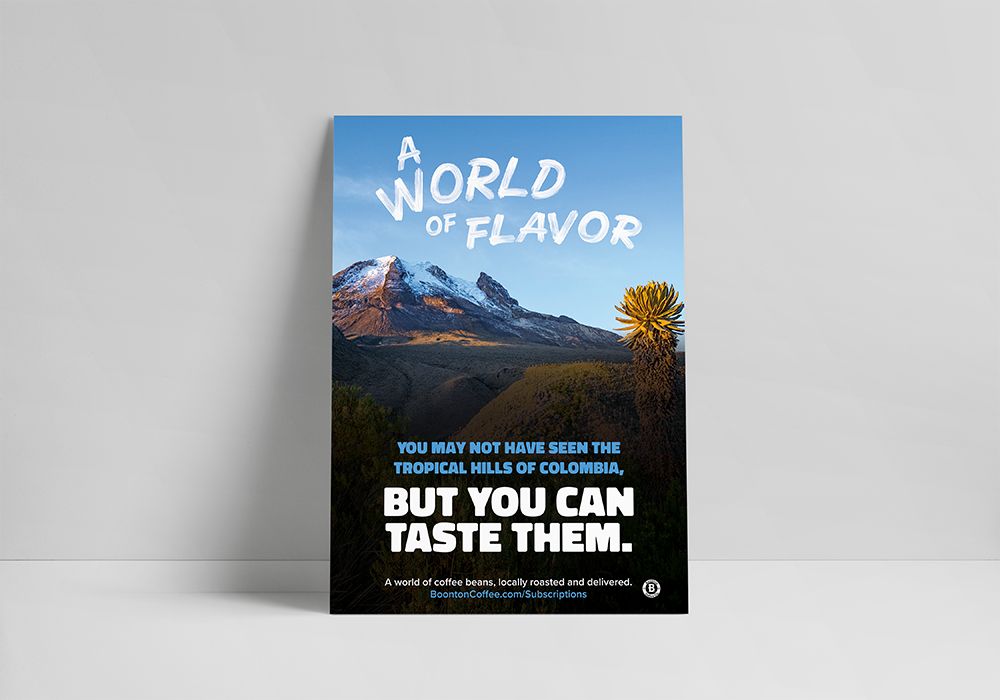 A
WORLD
OF FLAVOR
YOU MAY NOT HAVE SEEN THE
TROPICAL HILLS OF COLOMBIA,
BUT YOU CAN
TASTE THEM.
A world of coffee beans, locally roasted and delivered.
BoontonCoffee.com/Subscriptions
B